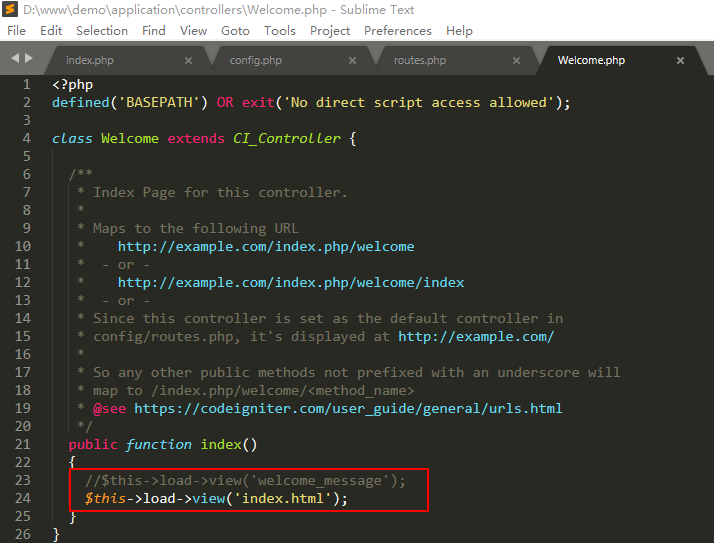 D:\www\demo\application\controllers\Welcome.php - Sublime Text
File Edit Selection Find View Goto Tools Project Preferences Help
index.php × config.php × routes.php × Welcome.php ×
1 <?php
2 defined('BASEPATH') OR exit('No direct script access allowed');
3
4 class Welcome extends CI_Controller {
5
6 /**
7 * Index Page for this controller.
8 *
9 * Maps to the following URL
10 * http://example.com/index.php/welcome
11 * - or -
12 * http://example.com/index.php/welcome/index
13 * - or -
14 * Since this controller is set as the default controller in
15 * config/routes.php, it's displayed at http://example.com/
16 *
17 * So any other public methods not prefixed with an underscore will
18 * map to /index.php/welcome/<method_name>
19 * @see https://codeigniter.com/user_guide/general/urls.html
20 */
21 public function index()
22 {
23 //$this->load->view('welcome_message');
24 $this->load->view('index.html');
25 }
26 }